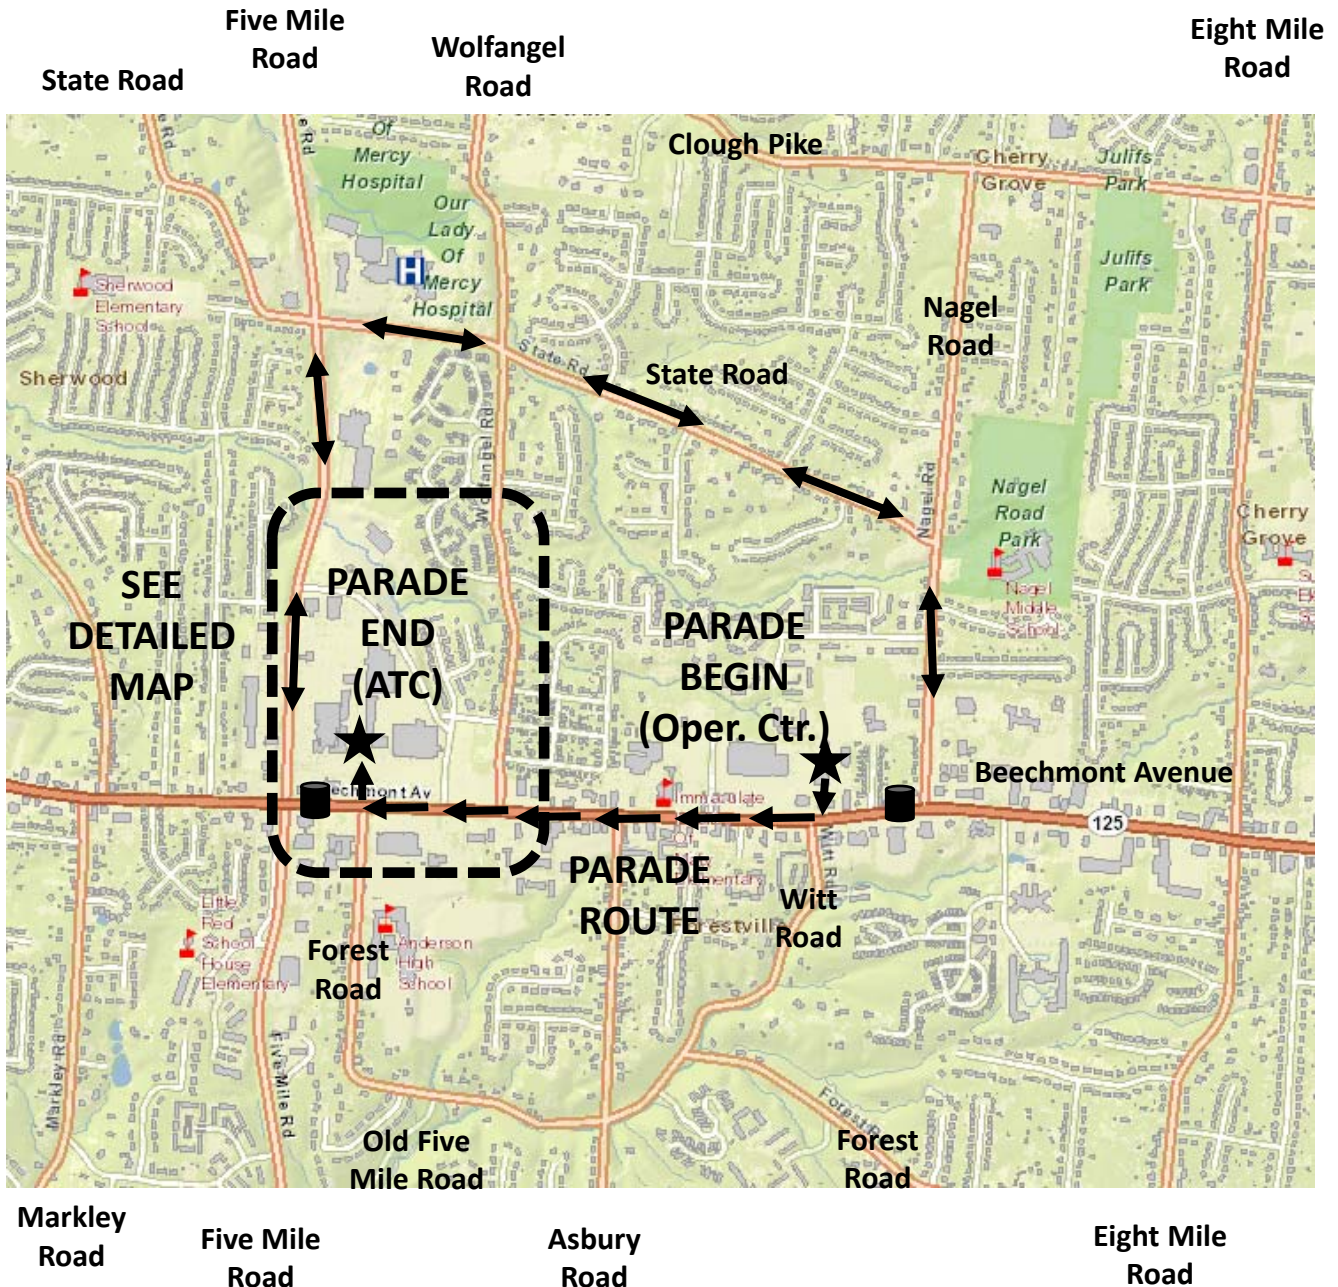 Five Mile
Road
Wolfangel
Road
Eight Mile
Road
State Road
Clough Pike
Of
Mercy
Hospital
Our
Lady
Of
Mercy
Hospital
Cherry
Grove
Julifs
Park
Julifs
Park
Sherwood
Elementary
School
Sherwood
Nagel
Road
State Rd
State Road
Wolfangel Rd
Nagel Rd
Nagel
Road
Park
Cherry
Grove
Nagel
Middle
School
SEE
DETAILED
MAP
PARADE
END
(ATC)
PARADE
BEGIN
(Oper. Ctr.)
Beechmont Avenue
echmont Av
Immaculate
125
PARADE
ROUTE
Elementary
Forestville
Witt Rd
Witt
Road
Little
Red
School
House
Elementary
Forest
Road
Anderson
High
School
Markley Rd
Five Mile Rd
Old Five
Mile Road
Forest
Road
Markley
Road
Five Mile
Road
Asbury
Road
Eight Mile
Road